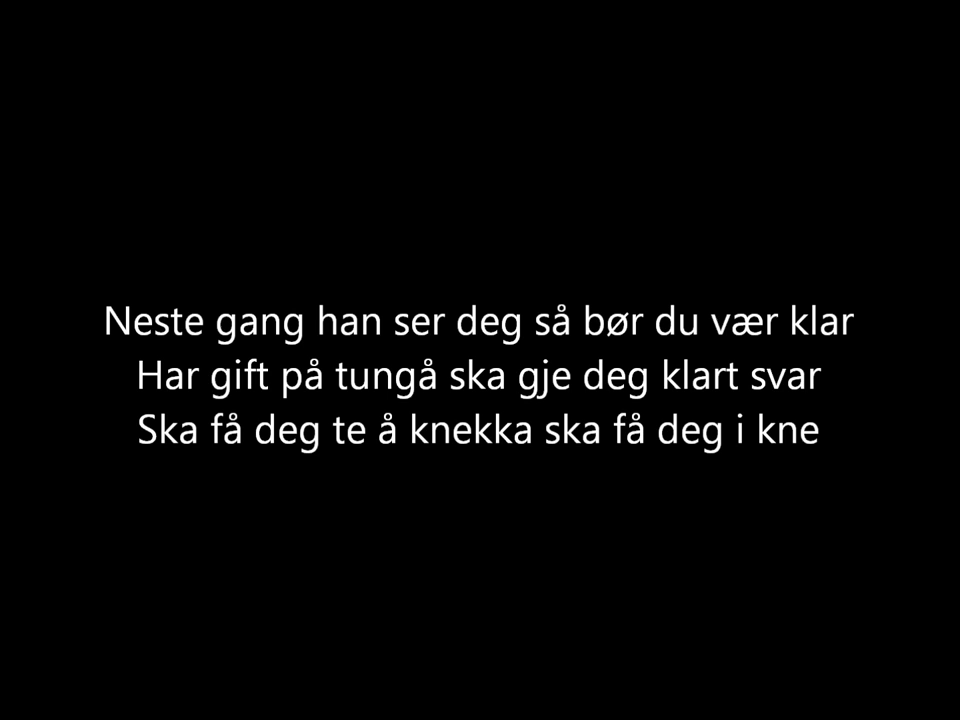 Neste gang han ser deg så bør du vær klar
Har gift på tungå ska gje deg klart svar
Ska få deg te å knekka ska få deg i kne